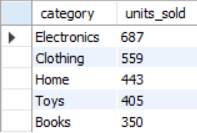 category units_sold
Electronics 687
Clothing 559
Home 443
Toys 405
Books 350